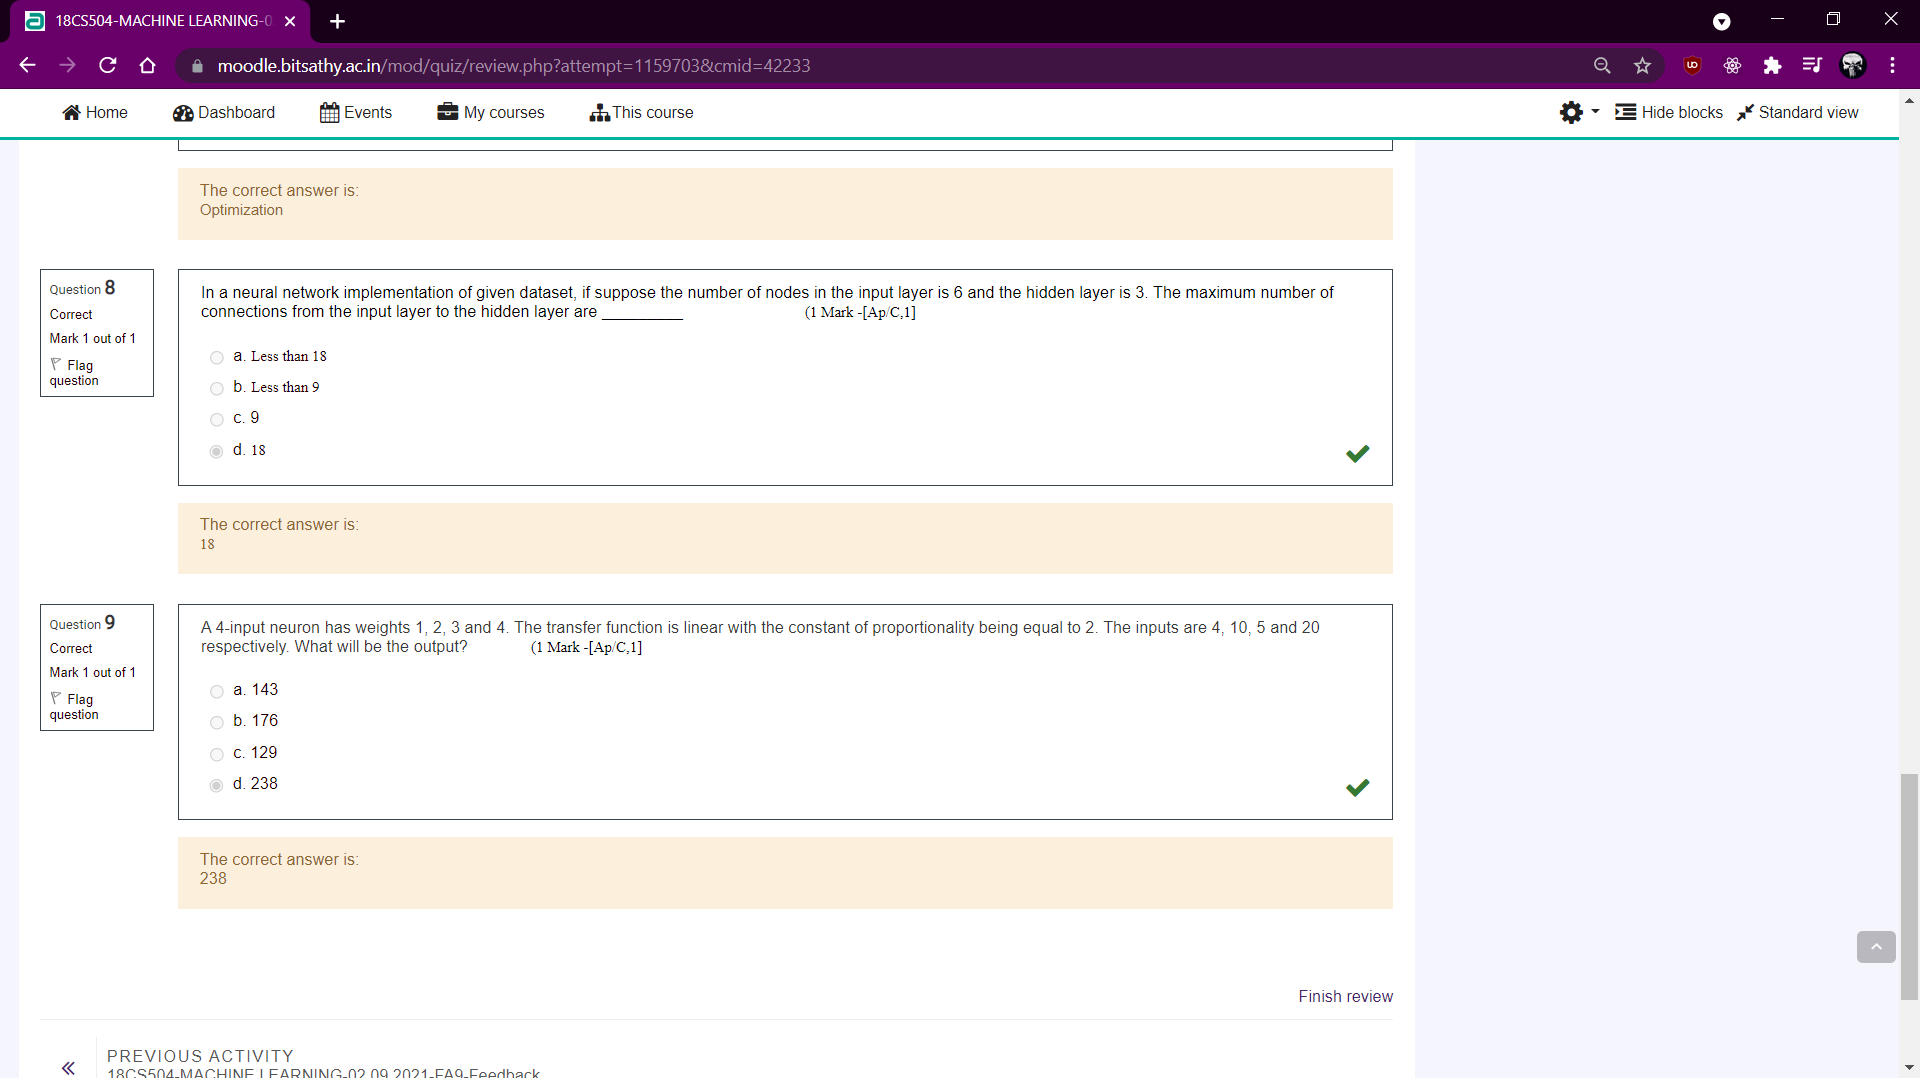 18CS504-MACHINE LEARNING-0
moodle.bitsathy.ac.in/mod/quiz/review.php?attempt=1159703&cmid=42233
Home Dashboard Events My courses This course Hide blocks Standard view
The correct answer is:
Optimization
Question 8
Correct
Mark 1 out of 1
Flag
question
In a neural network implementation of given dataset, if suppose the number of nodes in the input layer is 6 and the hidden layer is 3. The maximum number of
connections from the input layer to the hidden layer are _________ (1 Mark -[Ap/C,1]
a. Less than 18
b. Less than 9
c. 9
d. 18
The correct answer is:
18
Question 9
Correct
Mark 1 out of 1
Flag
question
A 4-input neuron has weights 1, 2, 3 and 4. The transfer function is linear with the constant of proportionality being equal to 2. The inputs are 4, 10, 5 and 20
respectively. What will be the output? (1 Mark -[Ap/C,1]
a. 143
b. 176
c. 129
d. 238
The correct answer is:
238
Finish review
PREVIOUS ACTIVITY
18CS504-MACHINE LEARNING-02.09.2021-FA9-Feedback